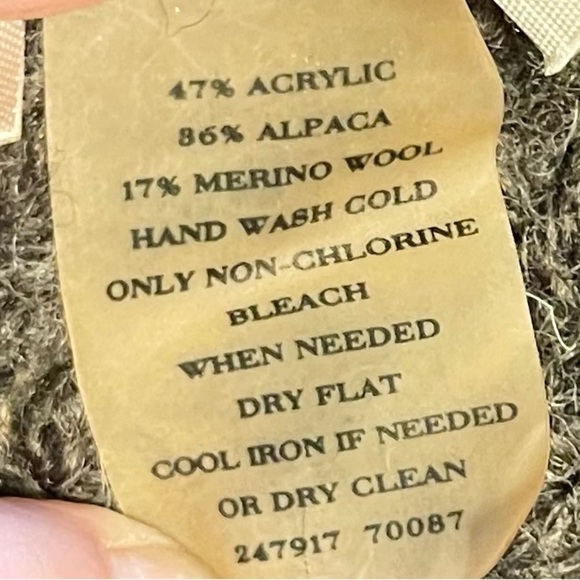 47% ACRYLIC
36% ALPACA
17% MERINO WOOL
HAND WASH COLD
ONLY NON-CHLORINE
BLEACH
WHEN NEEDED
DRY FLAT
COOL IRON IF NEEDED
OR DRY CLEAN
247917 70087